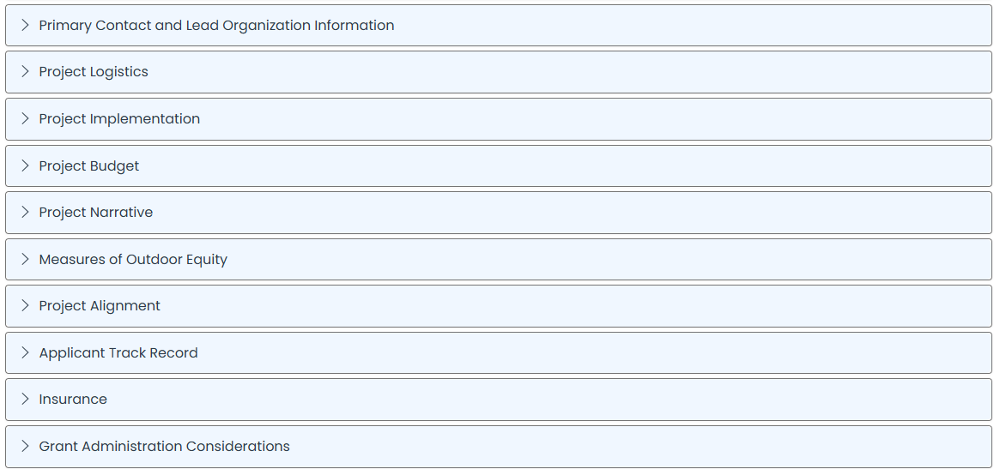 Primary Contact and Lead Organization Information
Project Logistics
Project Implementation
Project Budget
Project Narrative
Measures of Outdoor Equity
Project Alignment
Applicant Track Record
Insurance
Grant Administration Considerations